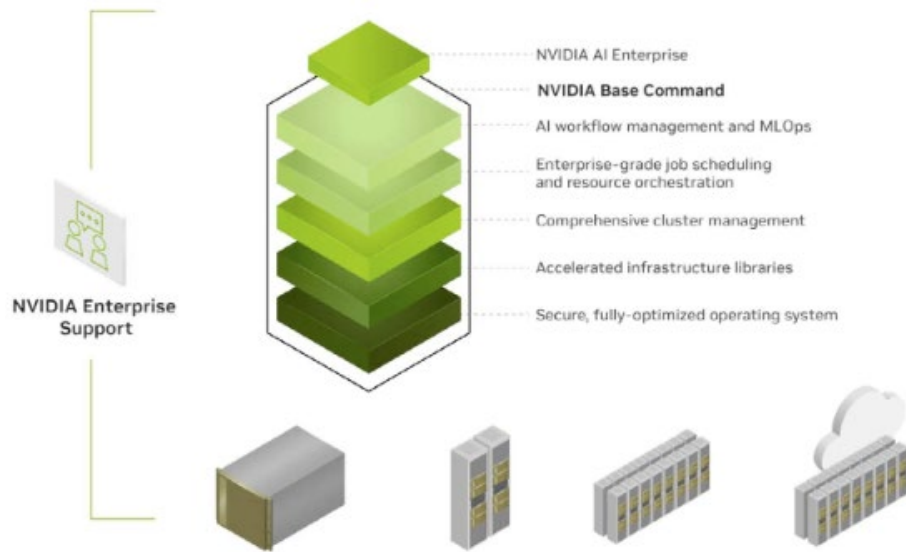 NVIDIA AI Enterprise
NVIDIA Base Command
AI workflow management and MLOps
Enterprise-grade job scheduling
and resource orchestration
Comprehensive cluster management
Accelerated infrastructure libraries
Secure, fully-optimized operating system
NVIDIA Enterprise
Support